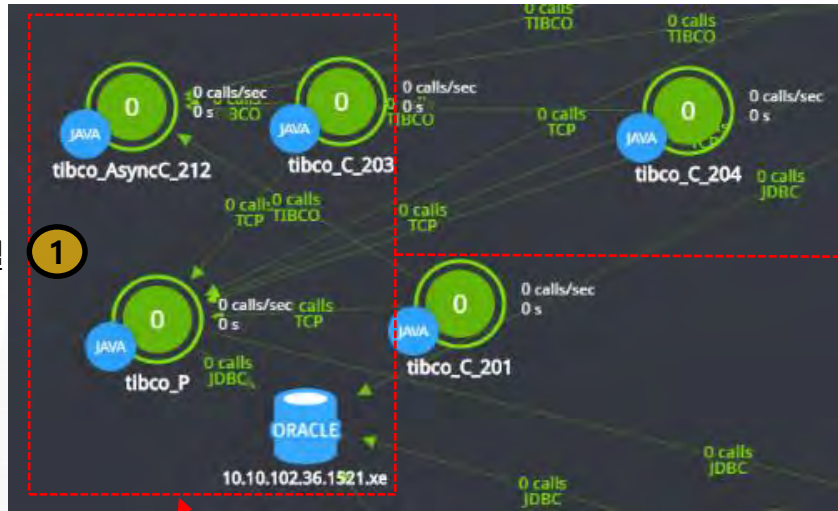 0 calls
TIBCO
0 calls
TIBCO
0
JAVA
0 calls/sec
0 s
tibco_AsyncC_212
0
JAVA
0 calls/sec
0 s
TIBCO
tibco_C_203
0 calls
TCP
0
JAVA
0 calls/sec
0 s
tibco_C_204
0 calls
JDBC
0 calls
TCP
0 calls
TIBCO
0 calls
TCP
1
0
JAVA
0 calls/sec
0 s
calls
TCP
tibco_P
0 calls
JDBC
0
JAVA
0 calls/sec
0 s
tibco_C_201
ORACLE
10.10.102.36.1521.xe
0 calls
JDBC
0 calls
JDBC